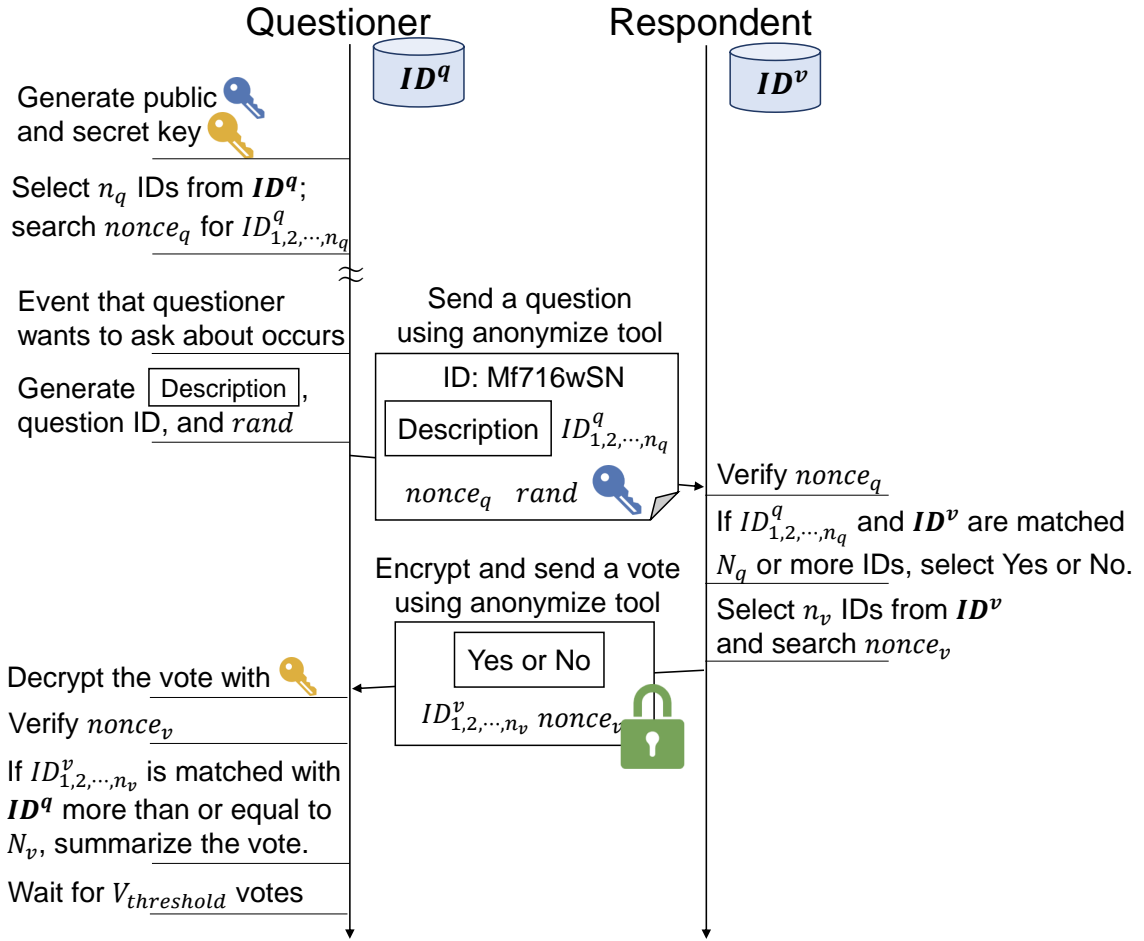 Questioner
Respondent
ID^q
ID^v
Generate public
and secret key
Select n_q IDs from ID^q;
search nonce_q for ID^q_{1,2,⋯,n_q}
Event that questioner
wants to ask about occurs
Generate Description,
question ID, and rand
Send a question
using anonymize tool
ID: Mf716wSN
Description ID^q_{1,2,⋯,n_q}
nonce_q rand
Verify nonce_q
If ID^q_{1,2,⋯,n_q} and ID^v are matched
N_q or more IDs, select Yes or No.
Select n_v IDs from ID^v
and search nonce_v
Encrypt and send a vote
using anonymize tool
Yes or No
ID^v_{1,2,⋯,n_v} nonce_v
Decrypt the vote with
Verify nonce_v
If ID^v_{1,2,⋯,n_v} is matched with
ID^q more than or equal to
N_v, summarize the vote.
Wait for V_{threshold} votes